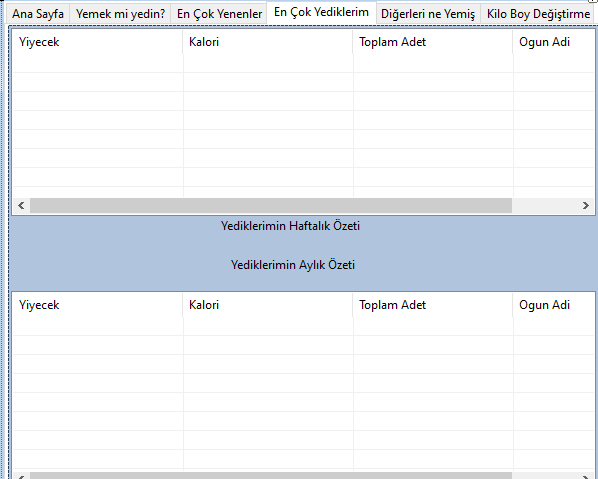 Ana Sayfa Yemek mi yedin? En Çok Yenenler En Çok Yediklerim Diğerleri ne Yemiş Kilo Boy Değiştirme
Yiyecek Kalori Toplam Adet Ogun Adi
Yediklerimin Haftalık Özeti
Yediklerimin Aylık Özeti
Yiyecek Kalori Toplam Adet Ogun Adi